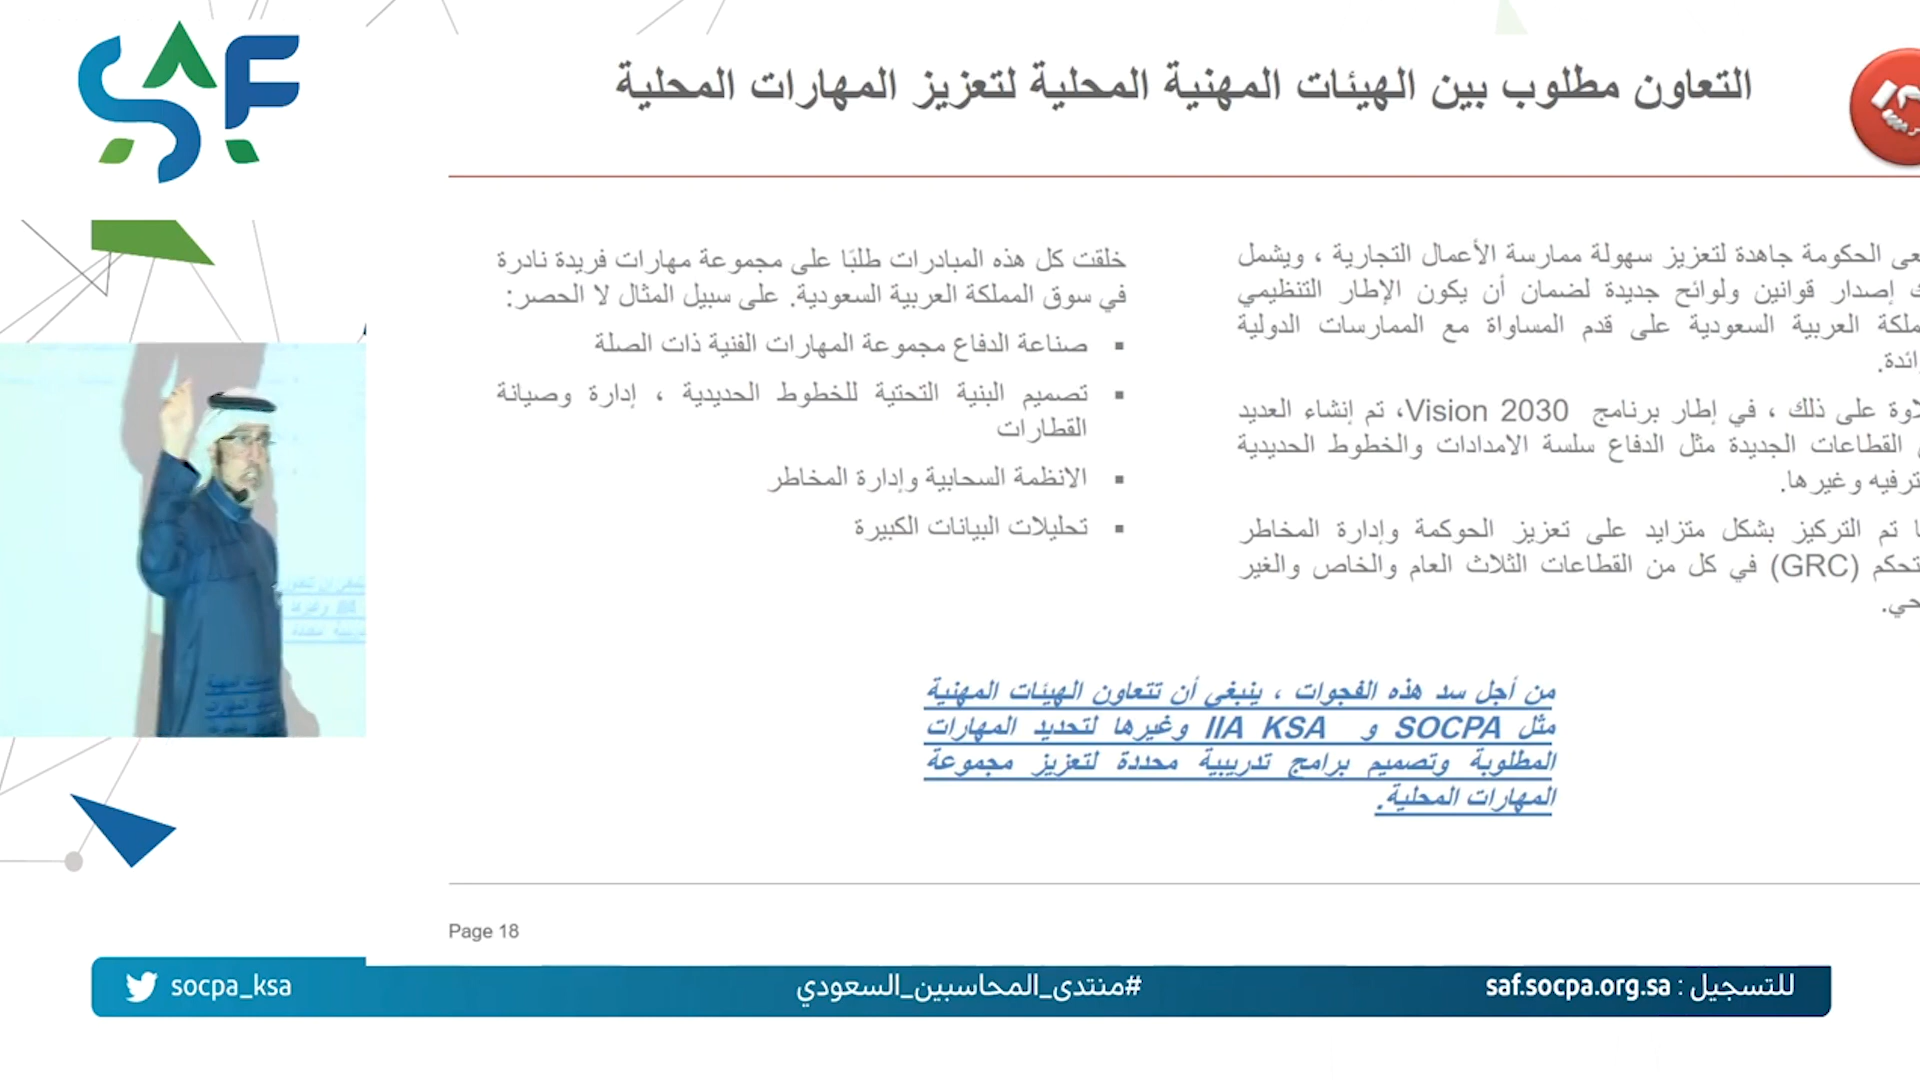 SAF
التعاون مطلوب بين الهيئات المهنية المحلية لتعزيز المهارات المحلية
الحكومة جاهدة لتعزيز سهولة ممارسة الأعمال التجارية ، ويشمل
إصدار قوانين ولوائح جديدة لضمان أن يكون الإطار التنظيمي
العربية السعودية على قدم المساواة مع الممارسات الدولية
على ذلك ، في إطار برنامج Vision 2030، تم إنشاء العديد
القطاعات الجديدة مثل الدفاع سلسة الامدادات والخطوط الحديدية
وغيرها.
تم التركيز بشكل متزايد على تعزيز الحوكمة وإدارة المخاطر
(GRC) في كل من القطاعات الثلاث العام والخاص والغير
خلقت كل هذه المبادرات طلبًا على مجموعة مهارات فريدة نادرة
في سوق المملكة العربية السعودية. على سبيل المثال لا الحصر:
▪ صناعة الدفاع مجموعة المهارات الفنية ذات الصلة
▪ تصميم البنية التحتية للخطوط الحديدية ، إدارة وصيانة
القطارات
▪ الانظمة السحابية وإدارة المخاطر
▪ تحليلات البيانات الكبيرة
من أجل سد هذه الفجوات ، ينبغي أن تتعاون الهيئات المهنية
مثل SOCPA و IIA KSA وغيرها لتحديد المهارات
المطلوبة وتصميم برامج تدريبية محددة لتعزيز مجموعة
المهارات المحلية.
Page 18
للتسجيل : saf.socpa.org.sa
#منتدى_المحاسبين_السعودي
socpa_ksa